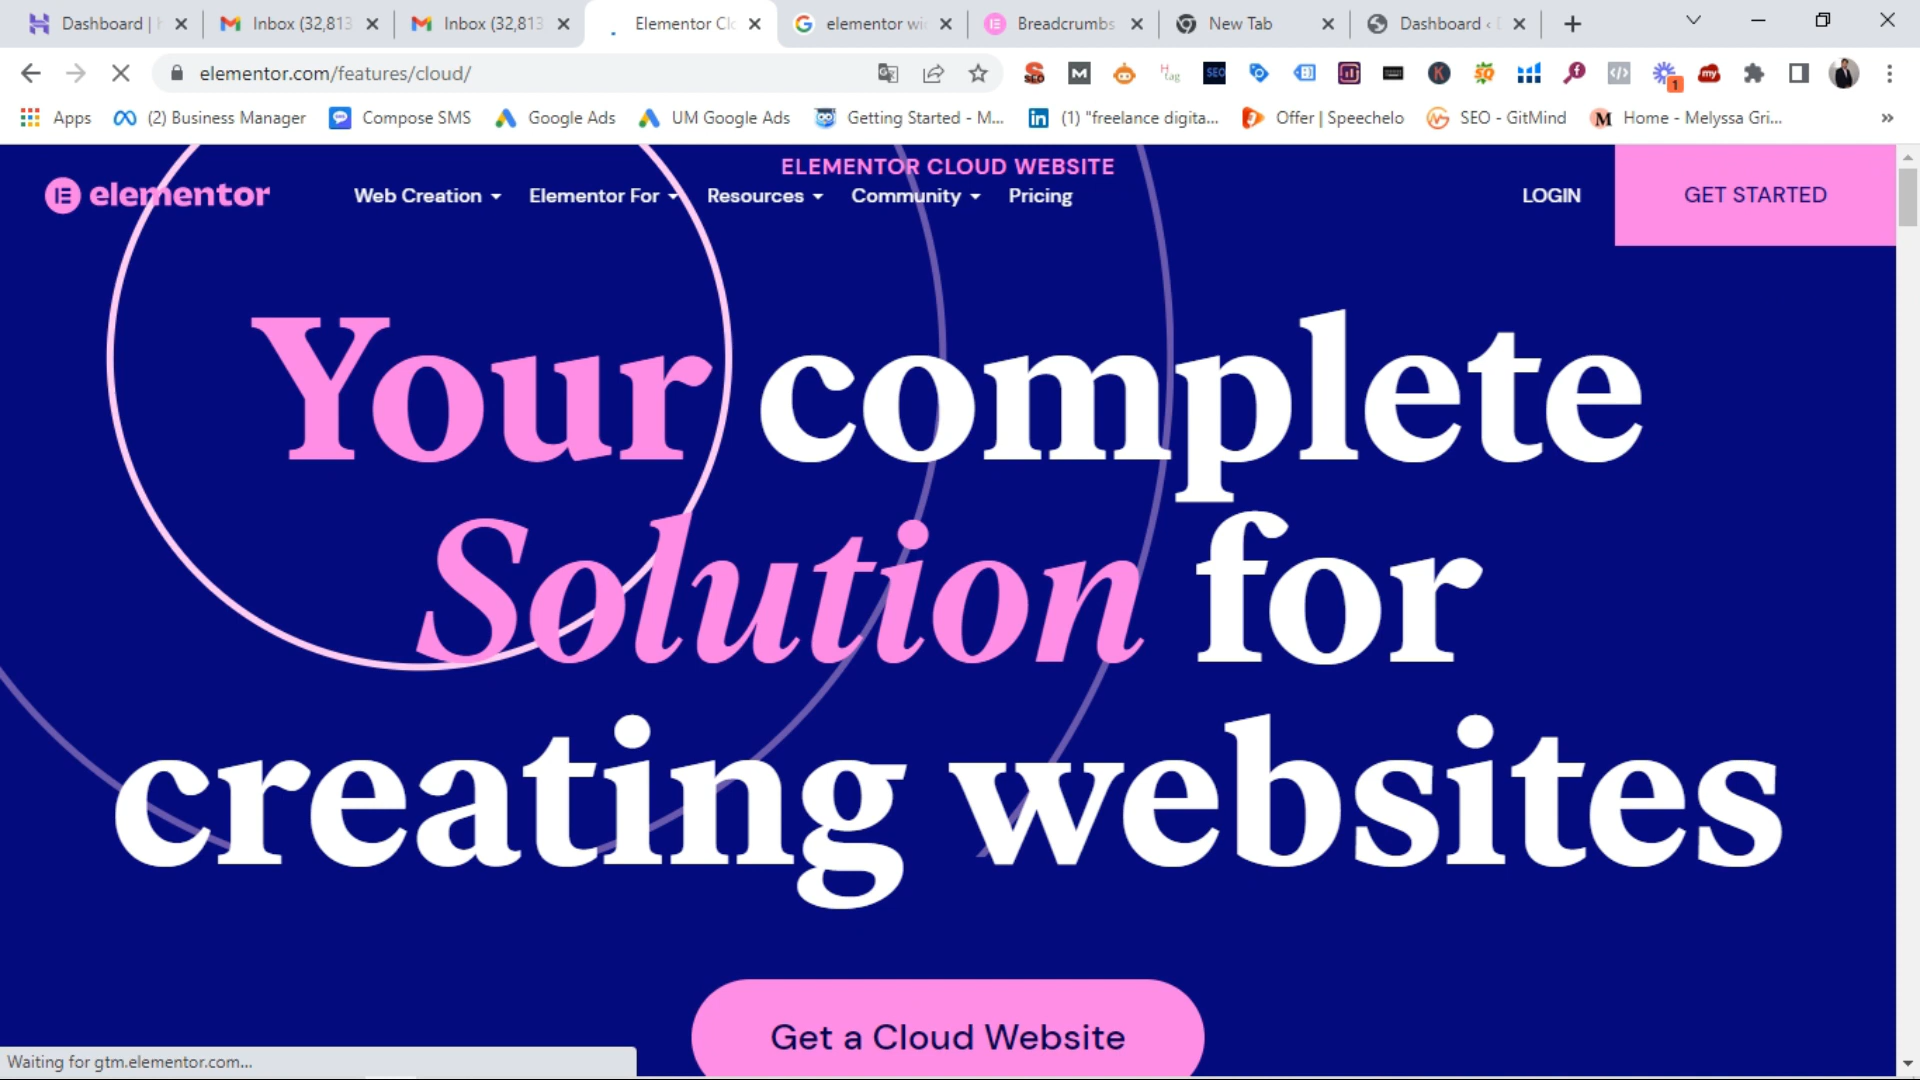 Dashboard |
Inbox (32,813
Inbox (32,813
Elementor Clo
elementor wi
Breadcrumbs
New Tab
Dashboard ‹
elementor.com/features/cloud/
Apps
(2) Business Manager
Compose SMS
Google Ads
UM Google Ads
Getting Started - M...
(1) "freelance digita...
Offer | Speechelo
SEO - GitMind
Home - Melyssa Gri...
»
ELEMENTOR CLOUD WEBSITE
elementor
Web Creation
Elementor For
Resources
Community
Pricing
LOGIN
GET STARTED
Your complete
Solution for
creating websites
Get a Cloud Website
Waiting for gtm.elementor.com...